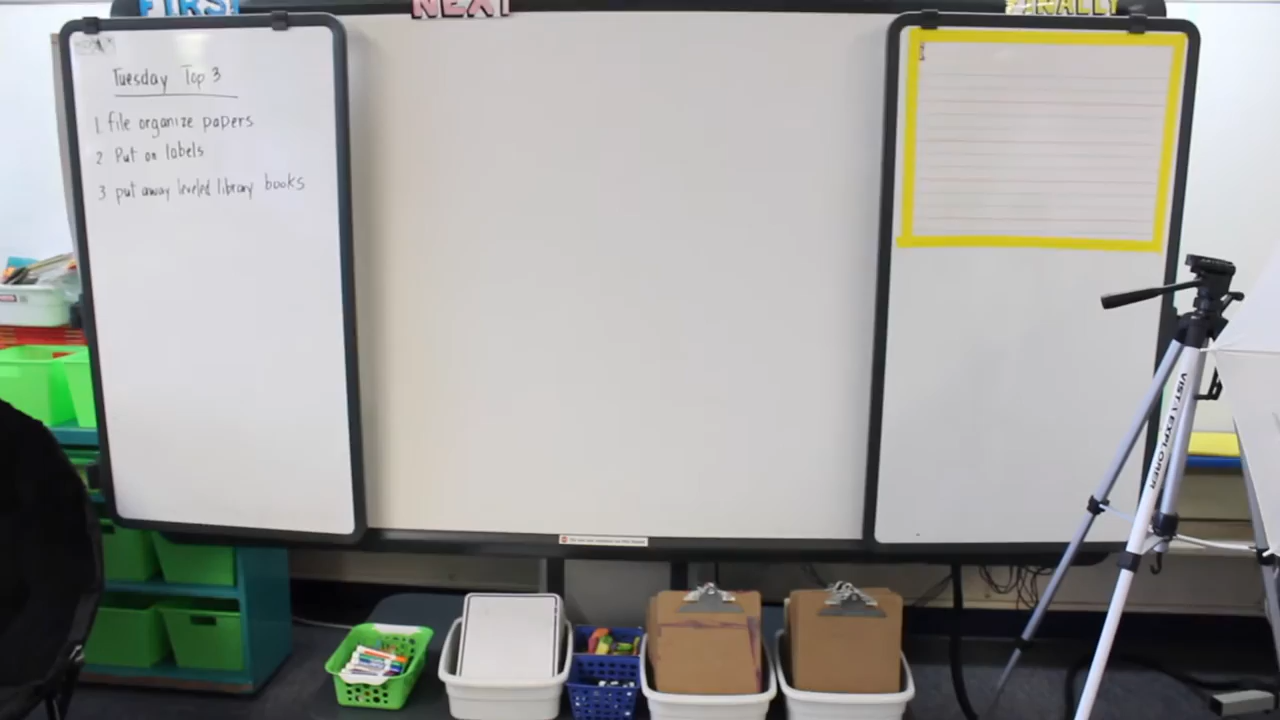 FIRST
NEXT
FINALLY
Tuesday Top 3
1 file organize papers
2 Put on labels
3 put away leveled library books
VISTA EXPLORER